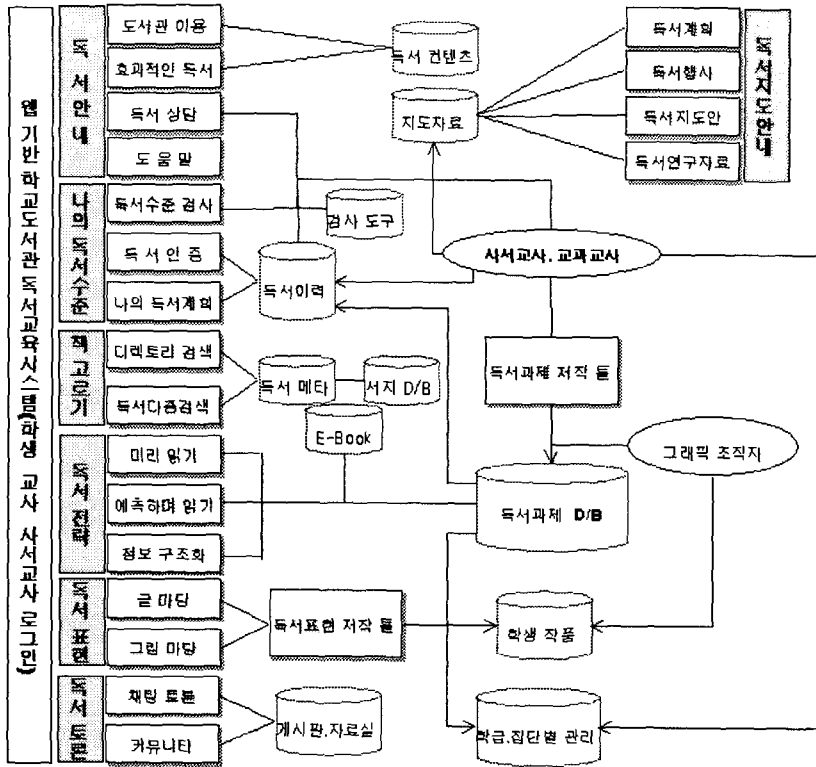 웹 기반 학교도서관 독서교육시스템(학생 교사 사서교사 로그인)
독서안내
도서관 이용
효과적인 독서
독서 상담
도움말
나의 독서수준
독서수준 검사
독서인증
나의 독서계획
책고르기
디렉토리 검색
독서다중검색
독서전략
미리 읽기
예측하며 읽기
정보 구조화
독서표현
글마당
그림 마당
독서토론
채팅 토론
커뮤니티
독서 컨텐츠
지도자료
검사 도구
독서이력
독서 메타
서지 D/B
E-Book
독서표현 저작 툴
게시판,자료실
독서계획
독서행사
독서지도안
독서연구자료
독서지도안내
사서교사, 교과교사
독서과제 저작 툴
그래픽 조직자
독서과제 D/B
학생 작품
학급,집단별 관리